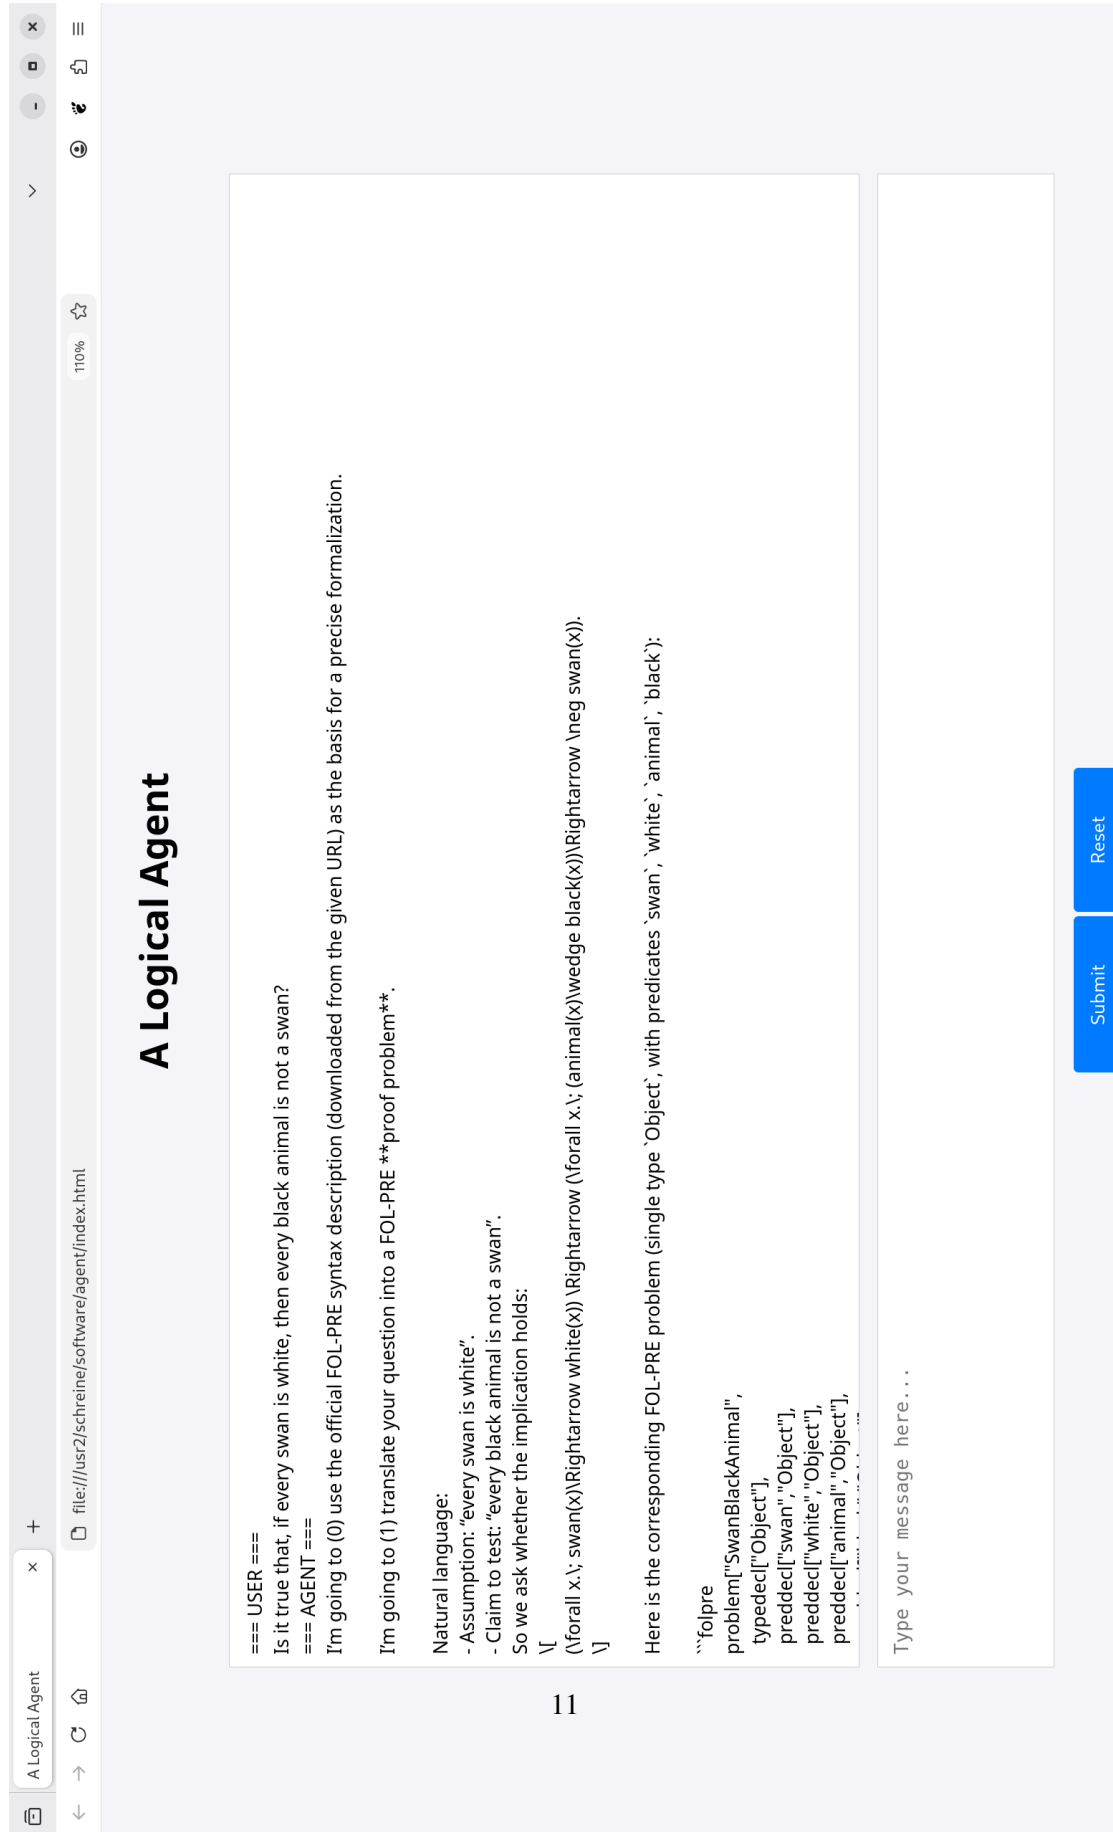 A Logical Agent
file:///usr2/schreine/software/agent/index.html
110%
A Logical Agent
=== USER ===
Is it true that, if every swan is white, then every black animal is not a swan?
=== AGENT ===
I'm going to (0) use the official FOL-PRE syntax description (downloaded from the given URL) as the basis for a precise formalization.
I'm going to (1) translate your question into a FOL-PRE **proof problem**.
Natural language:
- Assumption: “every swan is white”.
- Claim to test: “every black animal is not a swan”.
So we ask whether the implication holds:
\[
(\forall x.\; swan(x)\Rightarrow white(x)) \Rightarrow (\forall x.\; (animal(x)\wedge black(x))\Rightarrow \neg swan(x)).
\]
Here is the corresponding FOL-PRE problem (single type `Object`, with predicates `swan`, `white`, `animal`, `black`):
```folpre
problem["SwanBlackAnimal",
typedecl["Object"],
preddecl["swan","Object"],
preddecl["white","Object"],
preddecl["animal","Object"],
Type your message here...
Submit Reset
11